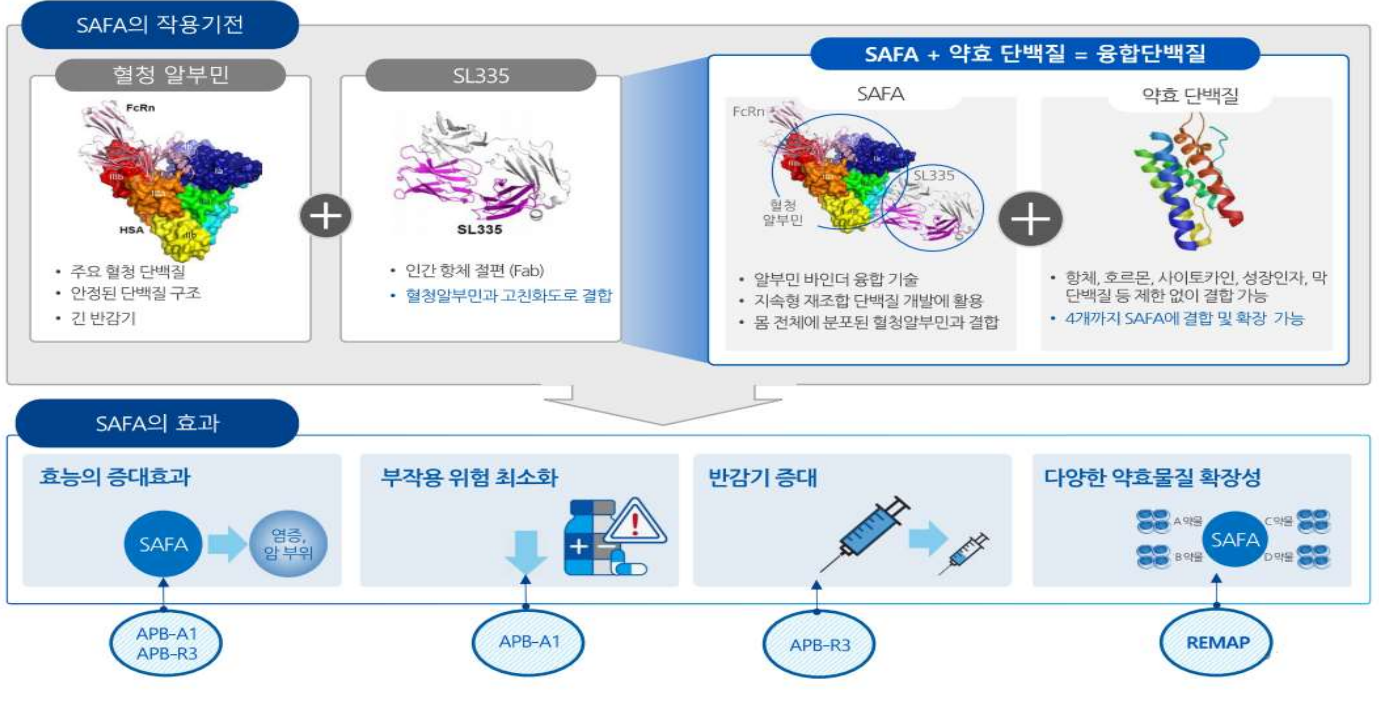 SAFA의 작용기전
혈청 알부민
FcRn
IIIb
Ia
IIIa
HSA
IIb
• 주요 혈청 단백질
• 안정된 단백질 구조
• 긴 반감기
+
SL335
SL335
• 인간 항체 절편 (Fab)
• 혈청알부민과 고친화도로 결합
SAFA + 약효 단백질 = 융합단백질
SAFA
FcRn
SL335
혈청
알부민
• 알부민 바인더 융합 기술
• 지속형 재조합 단백질 개발에 활용
• 몸 전체에 분포된 혈청알부민과 결합
+
약효 단백질
• 항체, 호르몬, 사이토카인, 성장인자, 막
단백질 등 제한 없이 결합 가능
• 4개까지 SAFA에 결합 및 확장 가능
SAFA의 효과
효능의 증대효과
SAFA
염증,
암 부위
부작용 위험 최소화
반감기 증대
다양한 약효물질 확장성
A약물
C약물
SAFA
B약물
D약물
APB-A1
APB-R3
APB-A1
APB-R3
REMAP